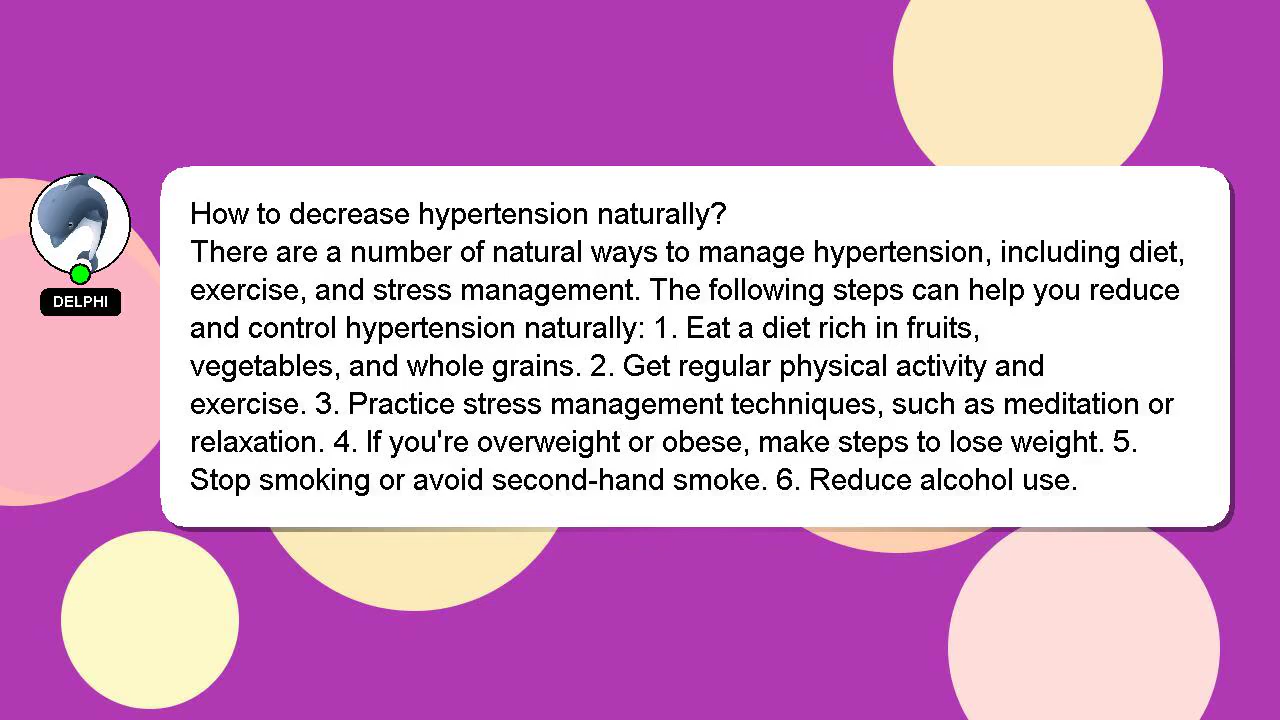 How to decrease hypertension naturally?
There are a number of natural ways to manage hypertension, including diet,
exercise, and stress management. The following steps can help you reduce
and control hypertension naturally: 1. Eat a diet rich in fruits,
vegetables, and whole grains. 2. Get regular physical activity and
exercise. 3. Practice stress management techniques, such as meditation or
relaxation. 4. If you're overweight or obese, make steps to lose weight. 5.
Stop smoking or avoid second-hand smoke. 6. Reduce alcohol use.
DELPHI